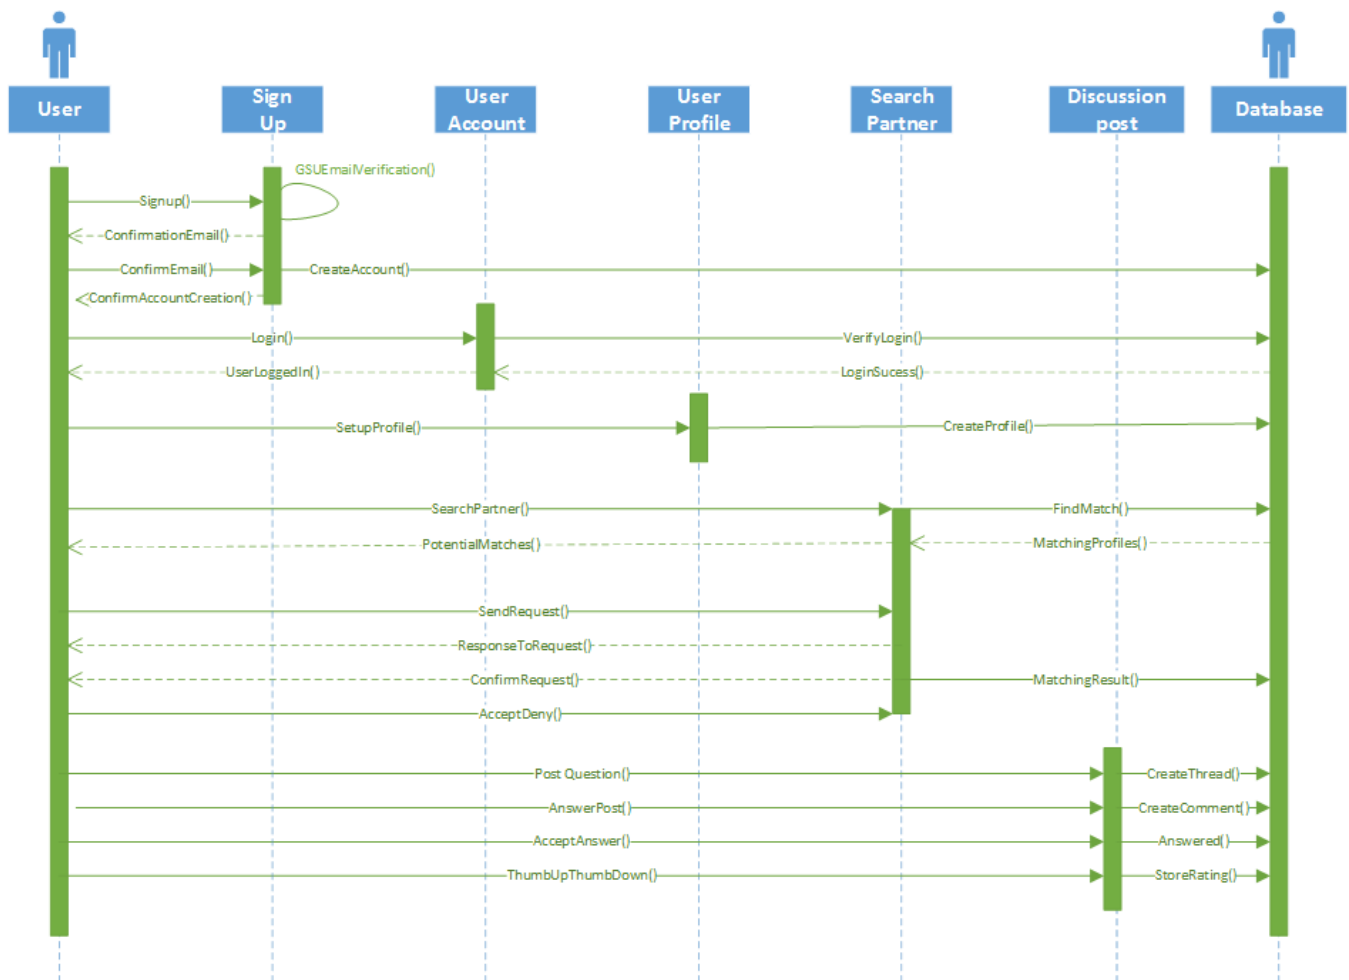 User
Sign
Up
User
Account
User
Profile
Search
Partner
Discussion
post
Database
GSUEmailVerification()
Signup()
ConfirmationEmail()
ConfirmEmail()
CreateAccount()
ConfirmAccountCreation()
Login()
VerifyLogin()
UserLoggedIn()
LoginSucess()
SetupProfile()
CreateProfile()
SearchPartner()
FindMatch()
PotentialMatches()
MatchingProfiles()
SendRequest()
ResponseToRequest()
ConfirmRequest()
MatchingResult()
AcceptDeny()
Post Question()
CreateThread()
AnswerPost()
CreateComment()
AcceptAnswer()
Answered()
ThumbUpThumbDown()
StoreRating()